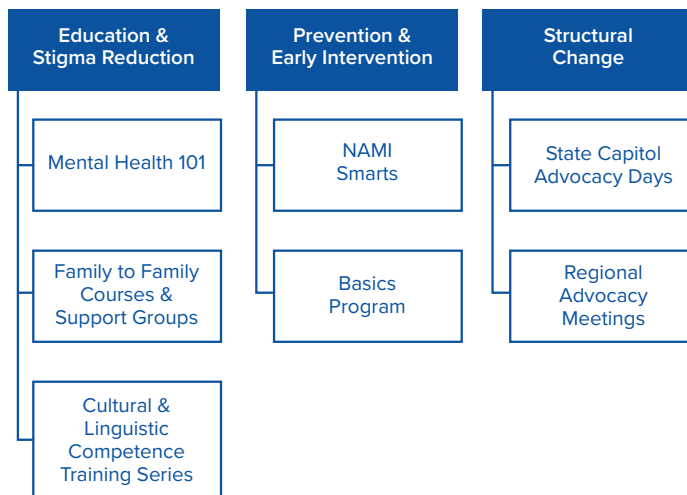 Education &
Stigma Reduction
Mental Health 101
Family to Family
Courses &
Support Groups
Cultural &
Linguistic
Competence
Training Series
Prevention &
Early Intervention
NAMI
Smarts
Basics
Program
Structural
Change
State Capitol
Advocacy Days
Regional
Advocacy
Meetings